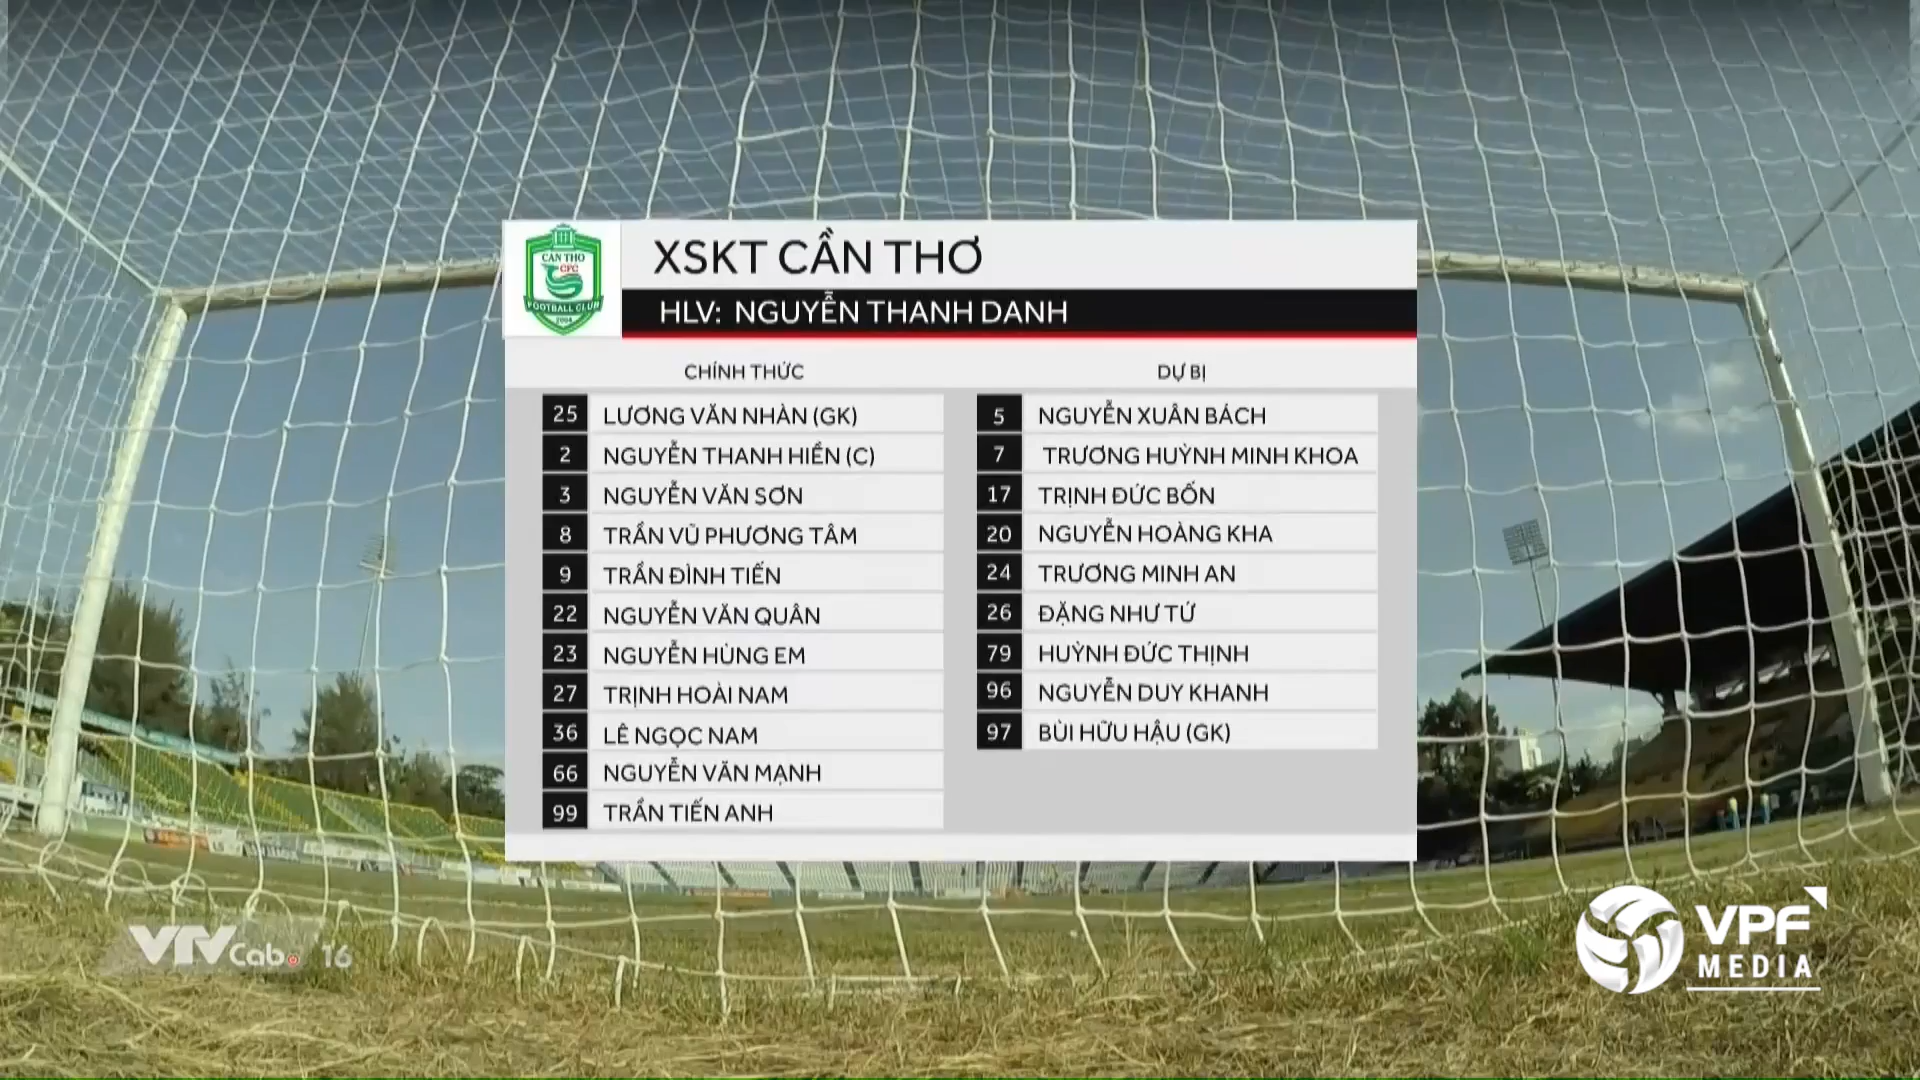 CAN THO
CFC
FOOTBALL CLUB
2004
XSKT CẦN THƠ
HLV: NGUYỄN THANH DANH
CHÍNH THỨC
25 LƯƠNG VĂN NHÀN (GK)
2 NGUYỄN THANH HIỀN (C)
3 NGUYỄN VĂN SƠN
8 TRẦN VŨ PHƯƠNG TÂM
9 TRẦN ĐÌNH TIẾN
22 NGUYỄN VĂN QUÂN
23 NGUYỄN HÙNG EM
27 TRỊNH HOÀI NAM
36 LÊ NGỌC NAM
66 NGUYỄN VĂN MẠNH
99 TRẦN TIẾN ANH
DỰ BỊ
5 NGUYỄN XUÂN BÁCH
7 TRƯƠNG HUỲNH MINH KHOA
17 TRỊNH ĐỨC BỐN
20 NGUYỄN HOÀNG KHA
24 TRƯƠNG MINH AN
26 ĐẶNG NHƯ TỨ
79 HUỲNH ĐỨC THỊNH
96 NGUYỄN DUY KHANH
97 BÙI HỮU HẬU (GK)
VTVCab 16
VPF
MEDIA